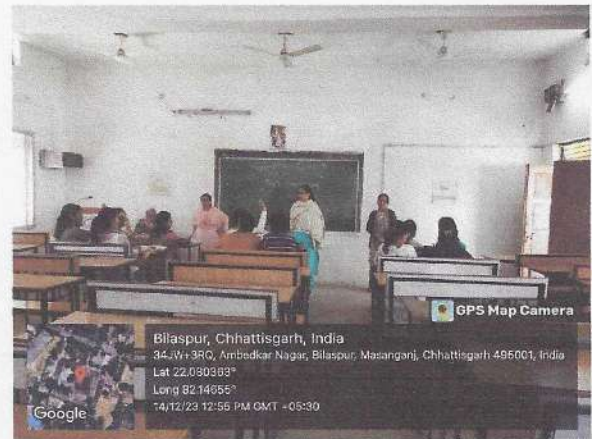 GPS Map Camera
Bilaspur, Chhattisgarh, India
34JW+3RQ, Ambedkar Nagar, Bilaspur, Masanganj, Chhattisgarh 495001, India
Lat 22.080363°
Long 82.14655°
14/12/23 12:55 PM GMT +05:30
Google